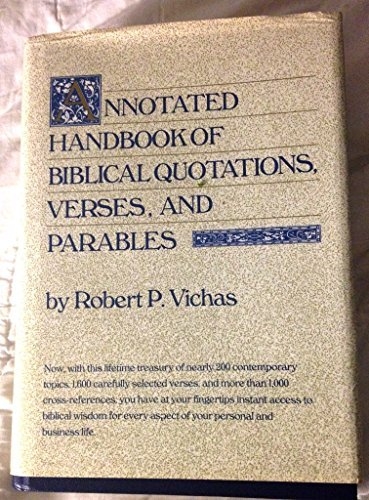 ANNOTATED
HANDBOOK OF
BIBLICAL QUOTATIONS,
VERSES, AND
PARABLES
by Robert P. Vichas
Now, with this lifetime treasury of nearly 200 contemporary
topics, 1,600 carefully selected verses, and more than 1,000
cross-references, you have at your fingertips instant access to
biblical wisdom for every aspect of your personal and
business life.